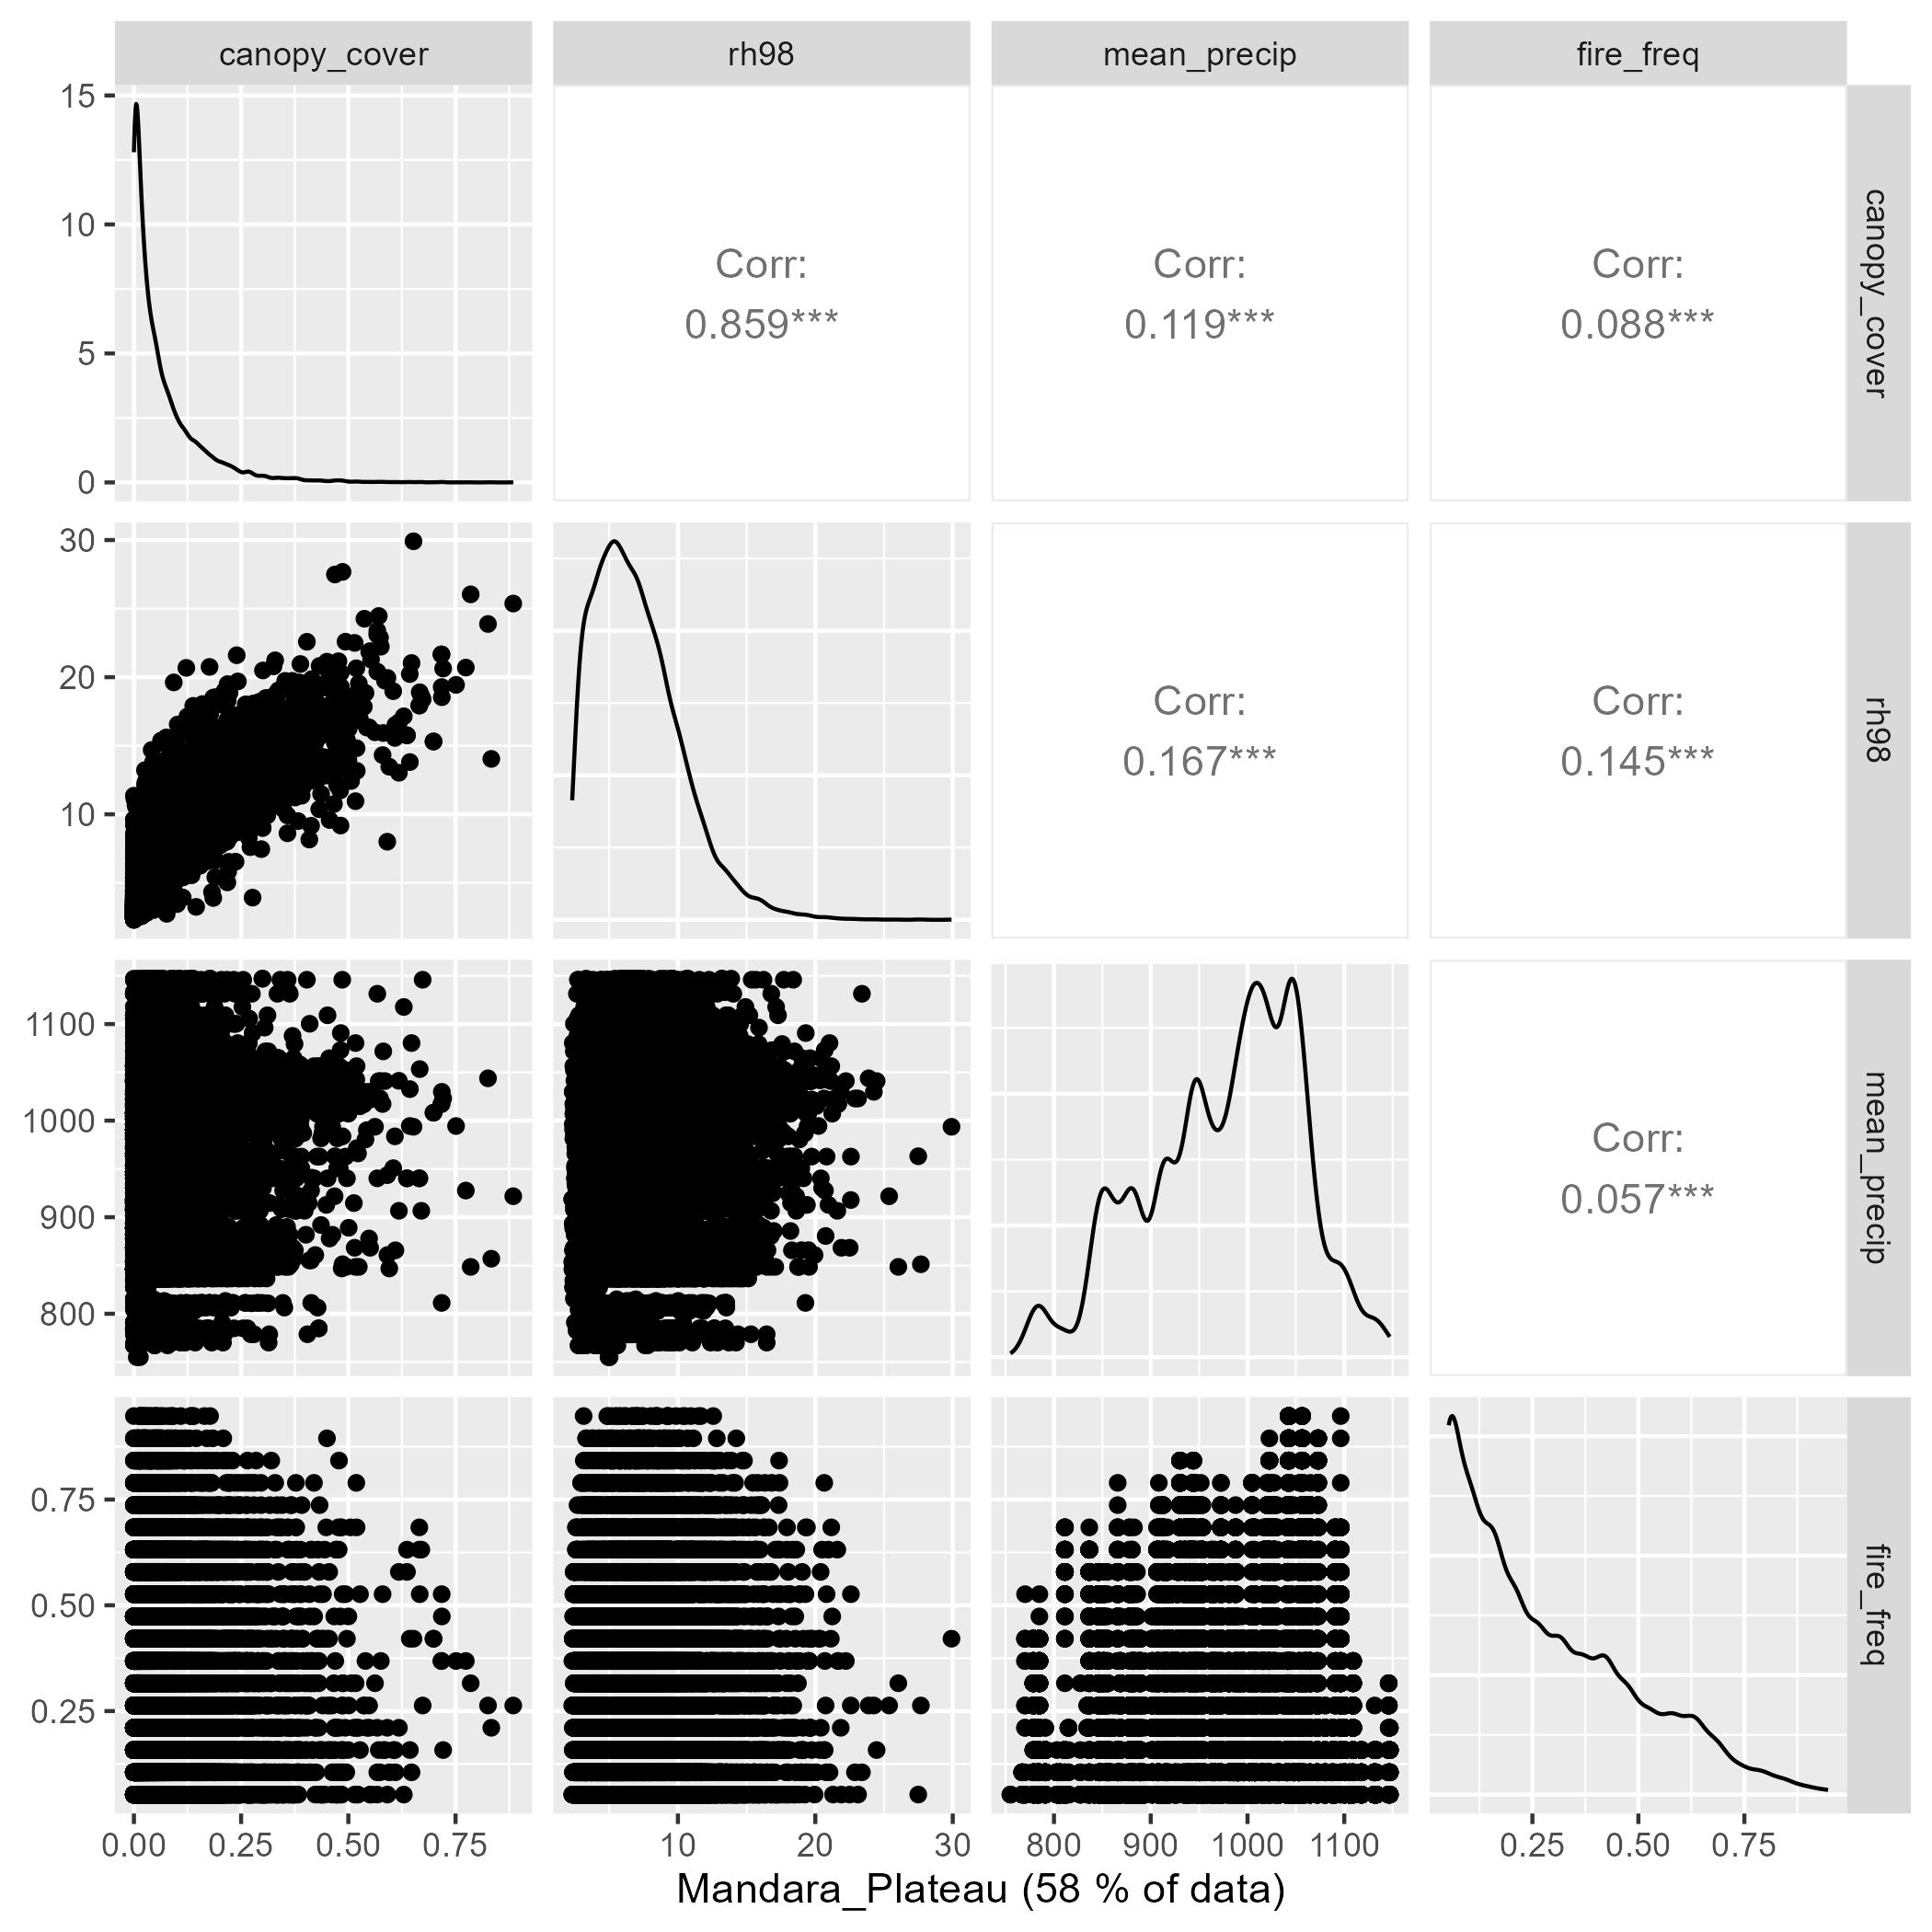 canopy_cover rh98 mean_precip fire_freq
15
10
5
0
Corr:
0.859***
Corr:
0.119***
Corr:
0.088***
canopy_cover
30
20
10
Corr:
0.167***
Corr:
0.145***
rh98
1100
1000
900
800
Corr:
0.057***
mean_precip
0.75
0.50
0.25
fire_freq
0.00 0.25 0.50 0.75 10 20 30 800 900 1000 1100 0.25 0.50 0.75
Mandara_Plateau (58 % of data)